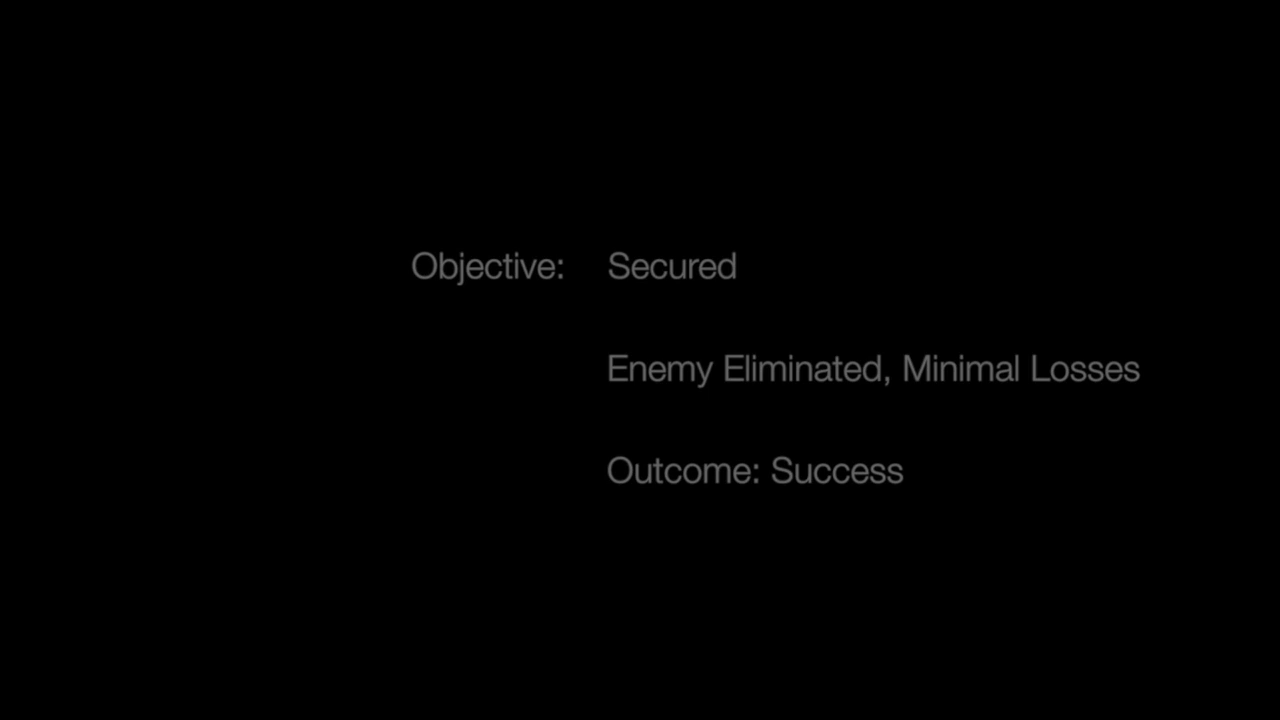 Objective: Secured
Enemy Eliminated, Minimal Losses
Outcome: Success